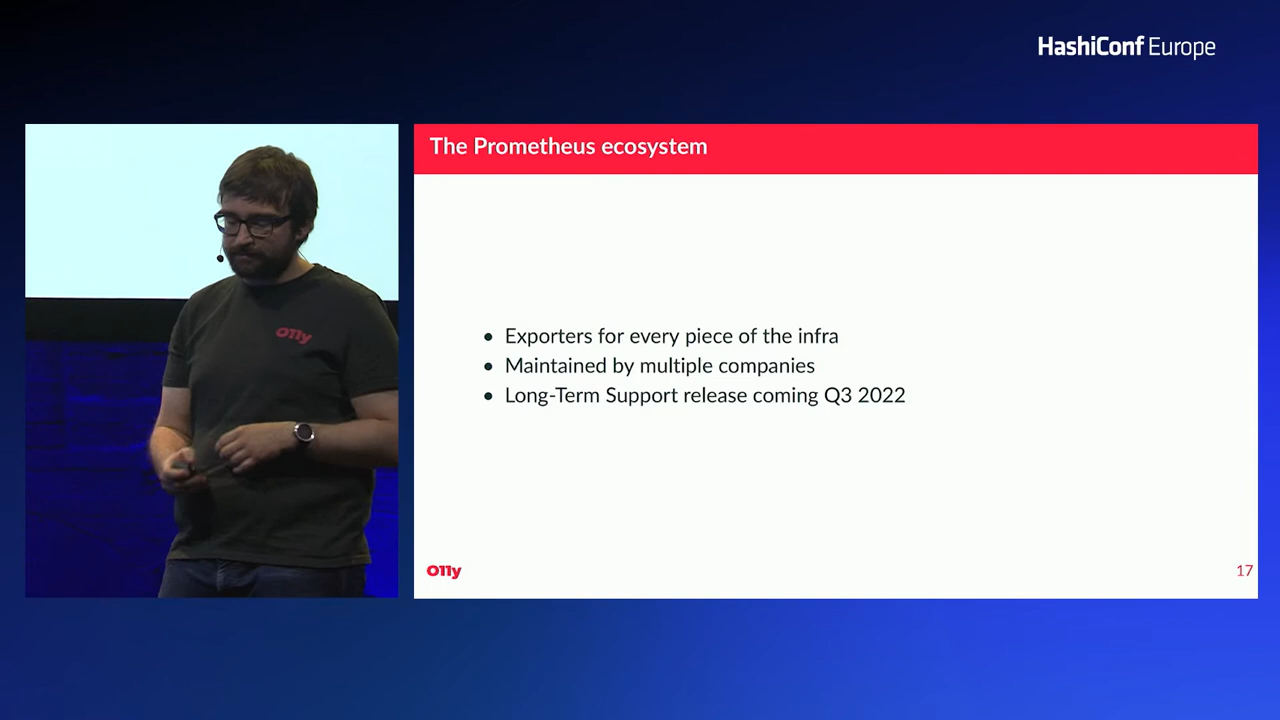 HashiConf Europe
The Prometheus ecosystem
O11y
• Exporters for every piece of the infra
• Maintained by multiple companies
• Long-Term Support release coming Q3 2022
O11y
17